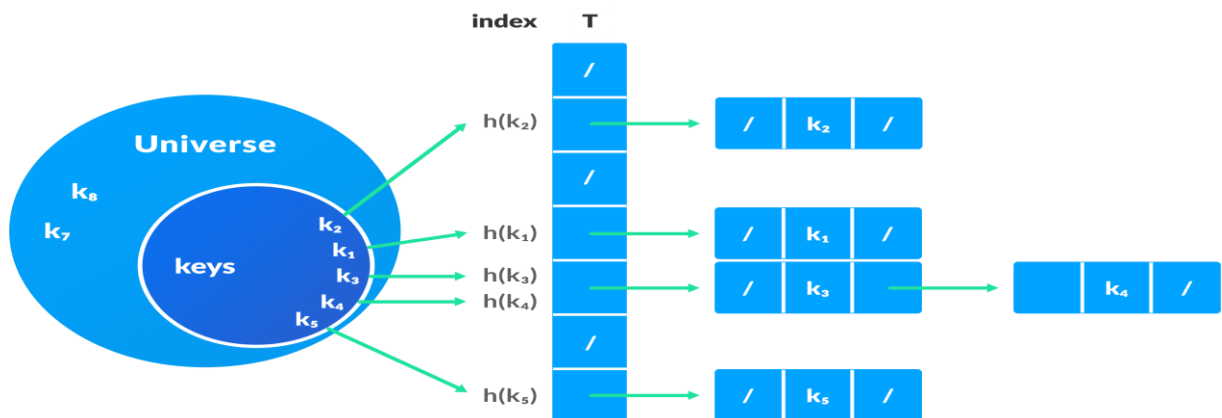 index T
/
h(k₂) / k₂ /
Universe
/
k₈
k₂
k₇ h(k₁) / k₁ /
k₁
keys k₃ h(k₃) / k₃ k₄ /
k₄ h(k₄)
k₅
/
h(k₅) / k₅ /